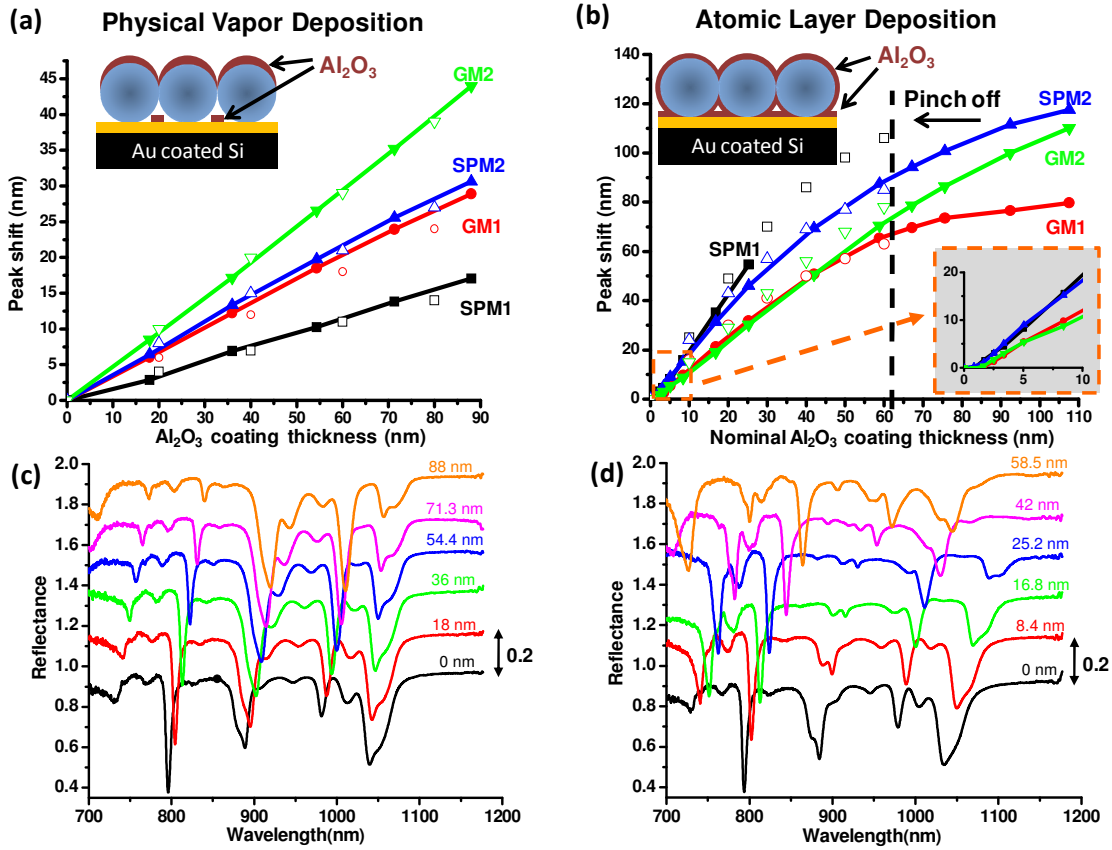 (a)
Physical Vapor Deposition
Al₂O₃
Au coated Si
GM2
SPM2
GM1
SPM1
45
40
35
30
25
20
15
10
5
0
Peak shift (nm)
0 10 20 30 40 50 60 70 80 90
Al₂O₃ coating thickness (nm)
(b)
Atomic Layer Deposition
Al₂O₃
Au coated Si
Pinch off
SPM2
GM2
GM1
SPM1
140
120
100
80
60
40
20
0
Peak shift (nm)
20
15
10
5
0
0 5 10
0 10 20 30 40 50 60 70 80 90 100 110
Nominal Al₂O₃ coating thickness (nm)
(c)
2.0
1.8
1.6
1.4
1.2
1.0
0.8
0.6
0.4
Reflectance
88 nm
71.3 nm
54.4 nm
36 nm
18 nm
0 nm
0.2
700 800 900 1000 1100 1200
Wavelength(nm)
(d)
2.0
1.8
1.6
1.4
1.2
1.0
0.8
0.6
0.4
Reflectance
58.5 nm
42 nm
25.2 nm
16.8 nm
8.4 nm
0 nm
0.2
700 800 900 1000 1100 1200
Wavelength(nm)